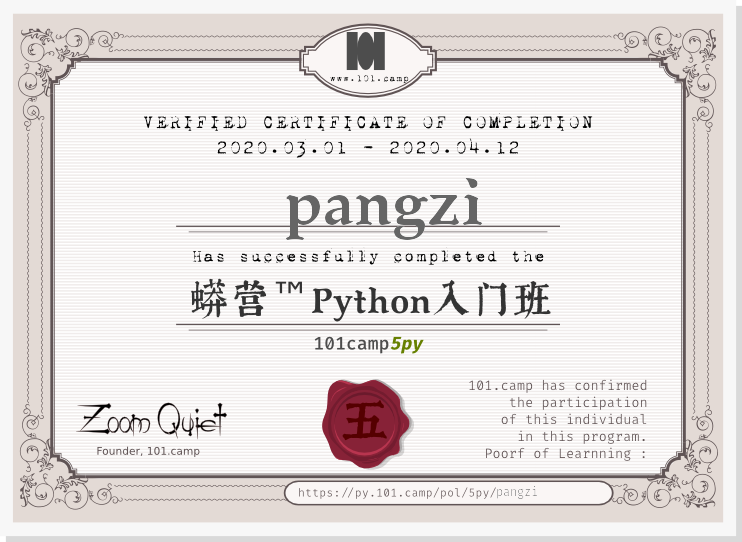 101
www.101.camp
VERIFIED CERTIFICATE OF COMPLETION
2020.03.01 - 2020.04.12
pangzi
Has successfully completed the
蟒营™Python入门班
101camp5py
Zoom Quiet
Founder, 101.camp
五
101.camp has confirmed
the participation
of this individual
in this program.
Poorf of Learnning :
https://py.101.camp/pol/5py/pangzi